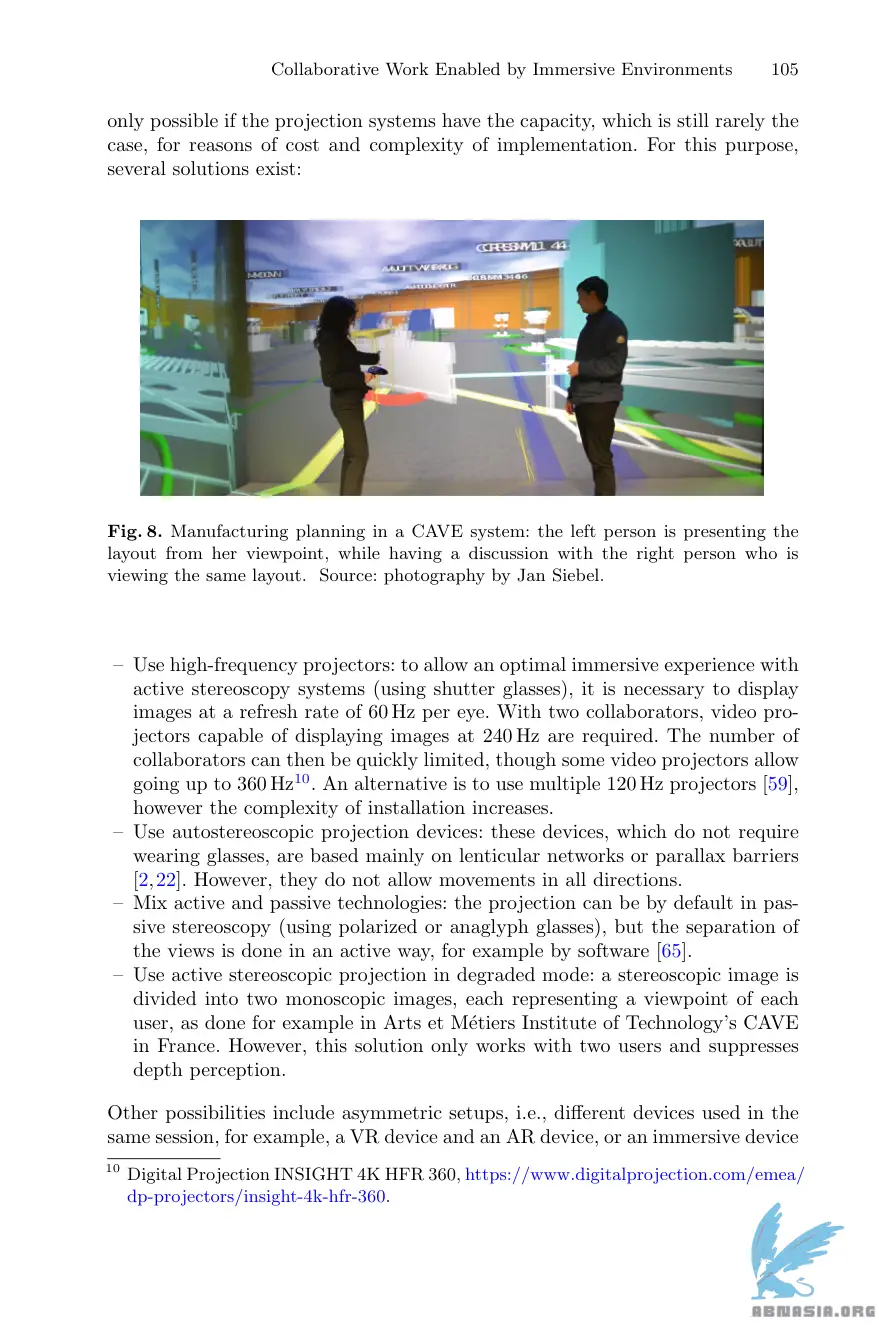 Collaborative Work Enabled by Immersive Environments 105
only possible if the projection systems have the capacity, which is still rarely the
case, for reasons of cost and complexity of implementation. For this purpose,
several solutions exist:
Fig. 8. Manufacturing planning in a CAVE system: the left person is presenting the
layout from her viewpoint, while having a discussion with the right person who is
viewing the same layout. Source: photography by Jan Siebel.
– Use high-frequency projectors: to allow an optimal immersive experience with
active stereoscopy systems (using shutter glasses), it is necessary to display
images at a refresh rate of 60 Hz per eye. With two collaborators, video pro-
jectors capable of displaying images at 240 Hz are required. The number of
collaborators can then be quickly limited, though some video projectors allow
going up to 360 Hz10. An alternative is to use multiple 120 Hz projectors [59],
however the complexity of installation increases.
– Use autostereoscopic projection devices: these devices, which do not require
wearing glasses, are based mainly on lenticular networks or parallax barriers
[2,22]. However, they do not allow movements in all directions.
– Mix active and passive technologies: the projection can be by default in pas-
sive stereoscopy (using polarized or anaglyph glasses), but the separation of
the views is done in an active way, for example by software [65].
– Use active stereoscopic projection in degraded mode: a stereoscopic image is
divided into two monoscopic images, each representing a viewpoint of each
user, as done for example in Arts et Métiers Institute of Technology's CAVE
in France. However, this solution only works with two users and suppresses
depth perception.
Other possibilities include asymmetric setups, i.e., different devices used in the
same session, for example, a VR device and an AR device, or an immersive device
10 Digital Projection INSIGHT 4K HFR 360, https://www.digitalprojection.com/emea/
dp-projectors/insight-4k-hfr-360.
ABNASIA.ORG